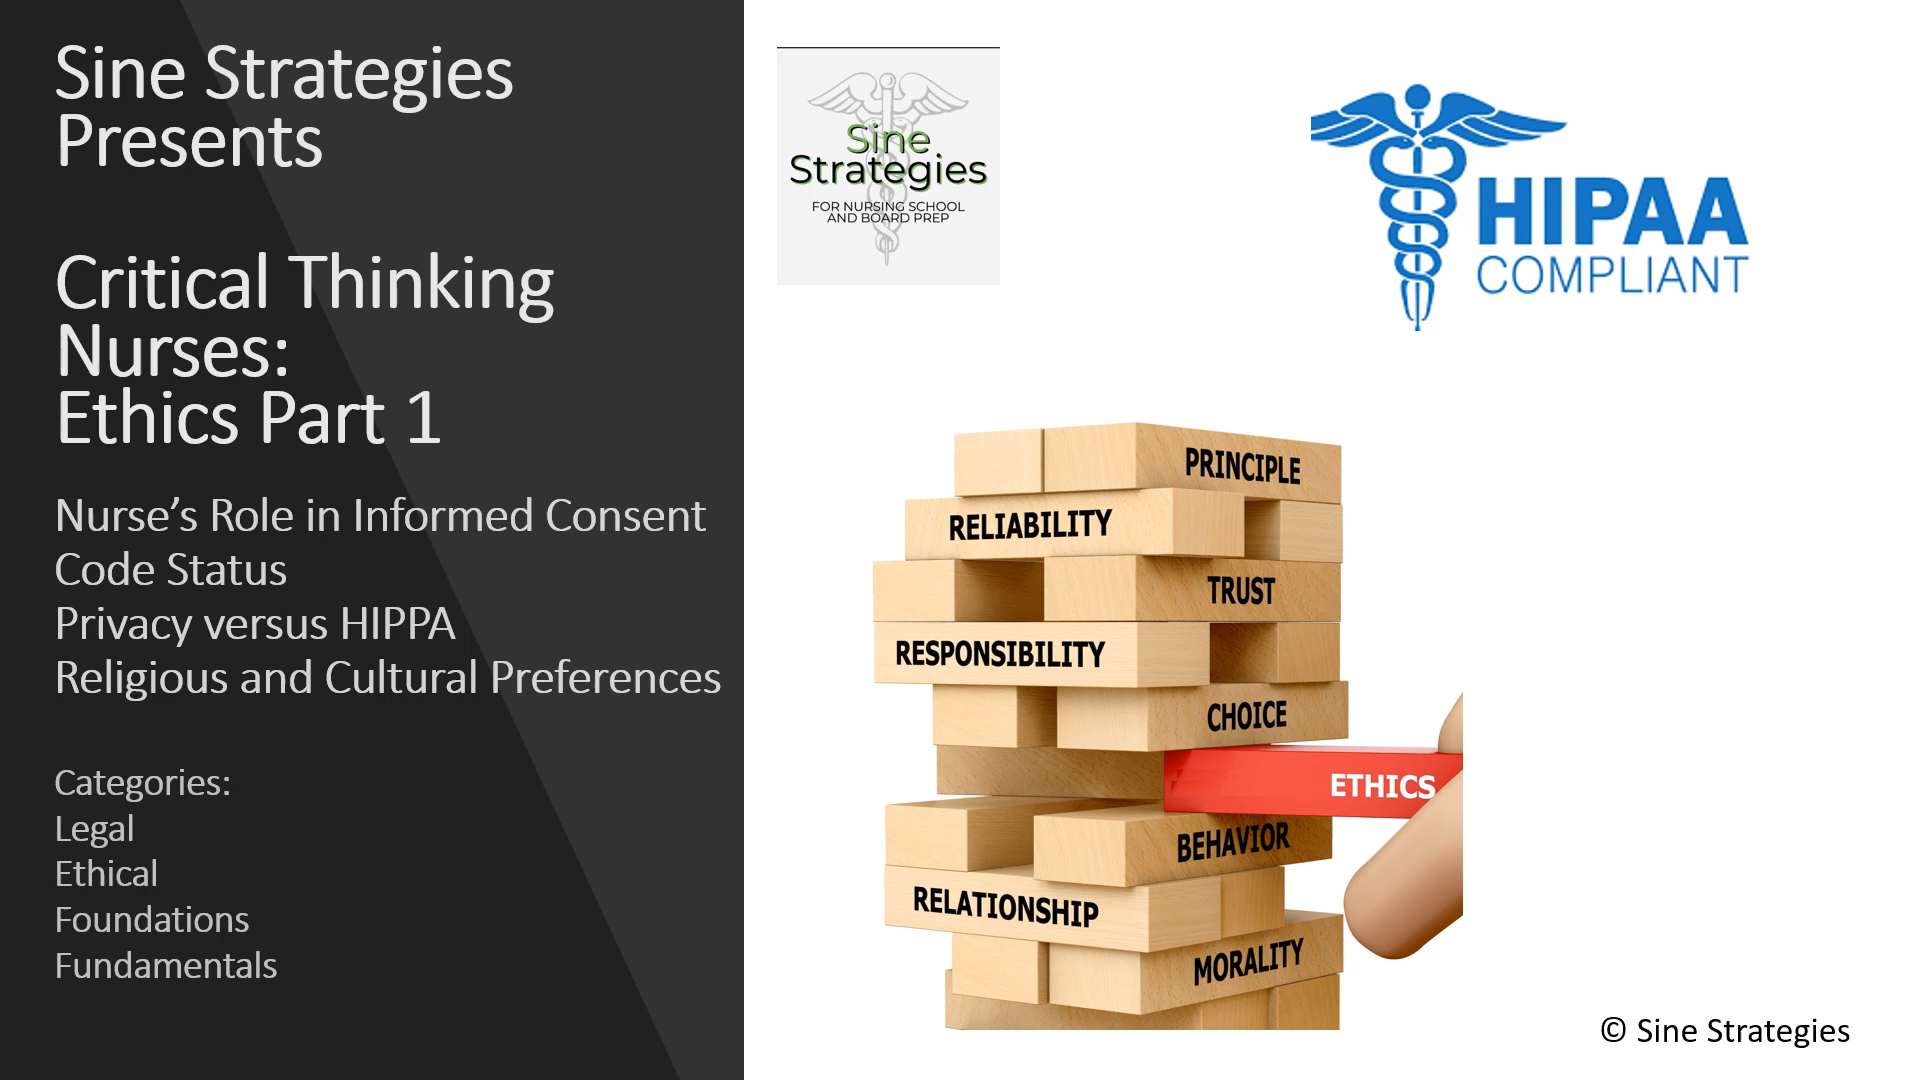 Sine Strategies
Presents
Critical Thinking
Nurses:
Ethics Part 1
Nurse’s Role in Informed Consent
Code Status
Privacy versus HIPPA
Religious and Cultural Preferences
Categories:
Legal
Ethical
Foundations
Fundamentals
Sine
Strategies
FOR NURSING SCHOOL
AND BOARD PREP
HIPAA
COMPLIANT
PRINCIPLE
RELIABILITY
TRUST
RESPONSIBILITY
CHOICE
ETHICS
BEHAVIOR
RELATIONSHIP
MORALITY
© Sine Strategies